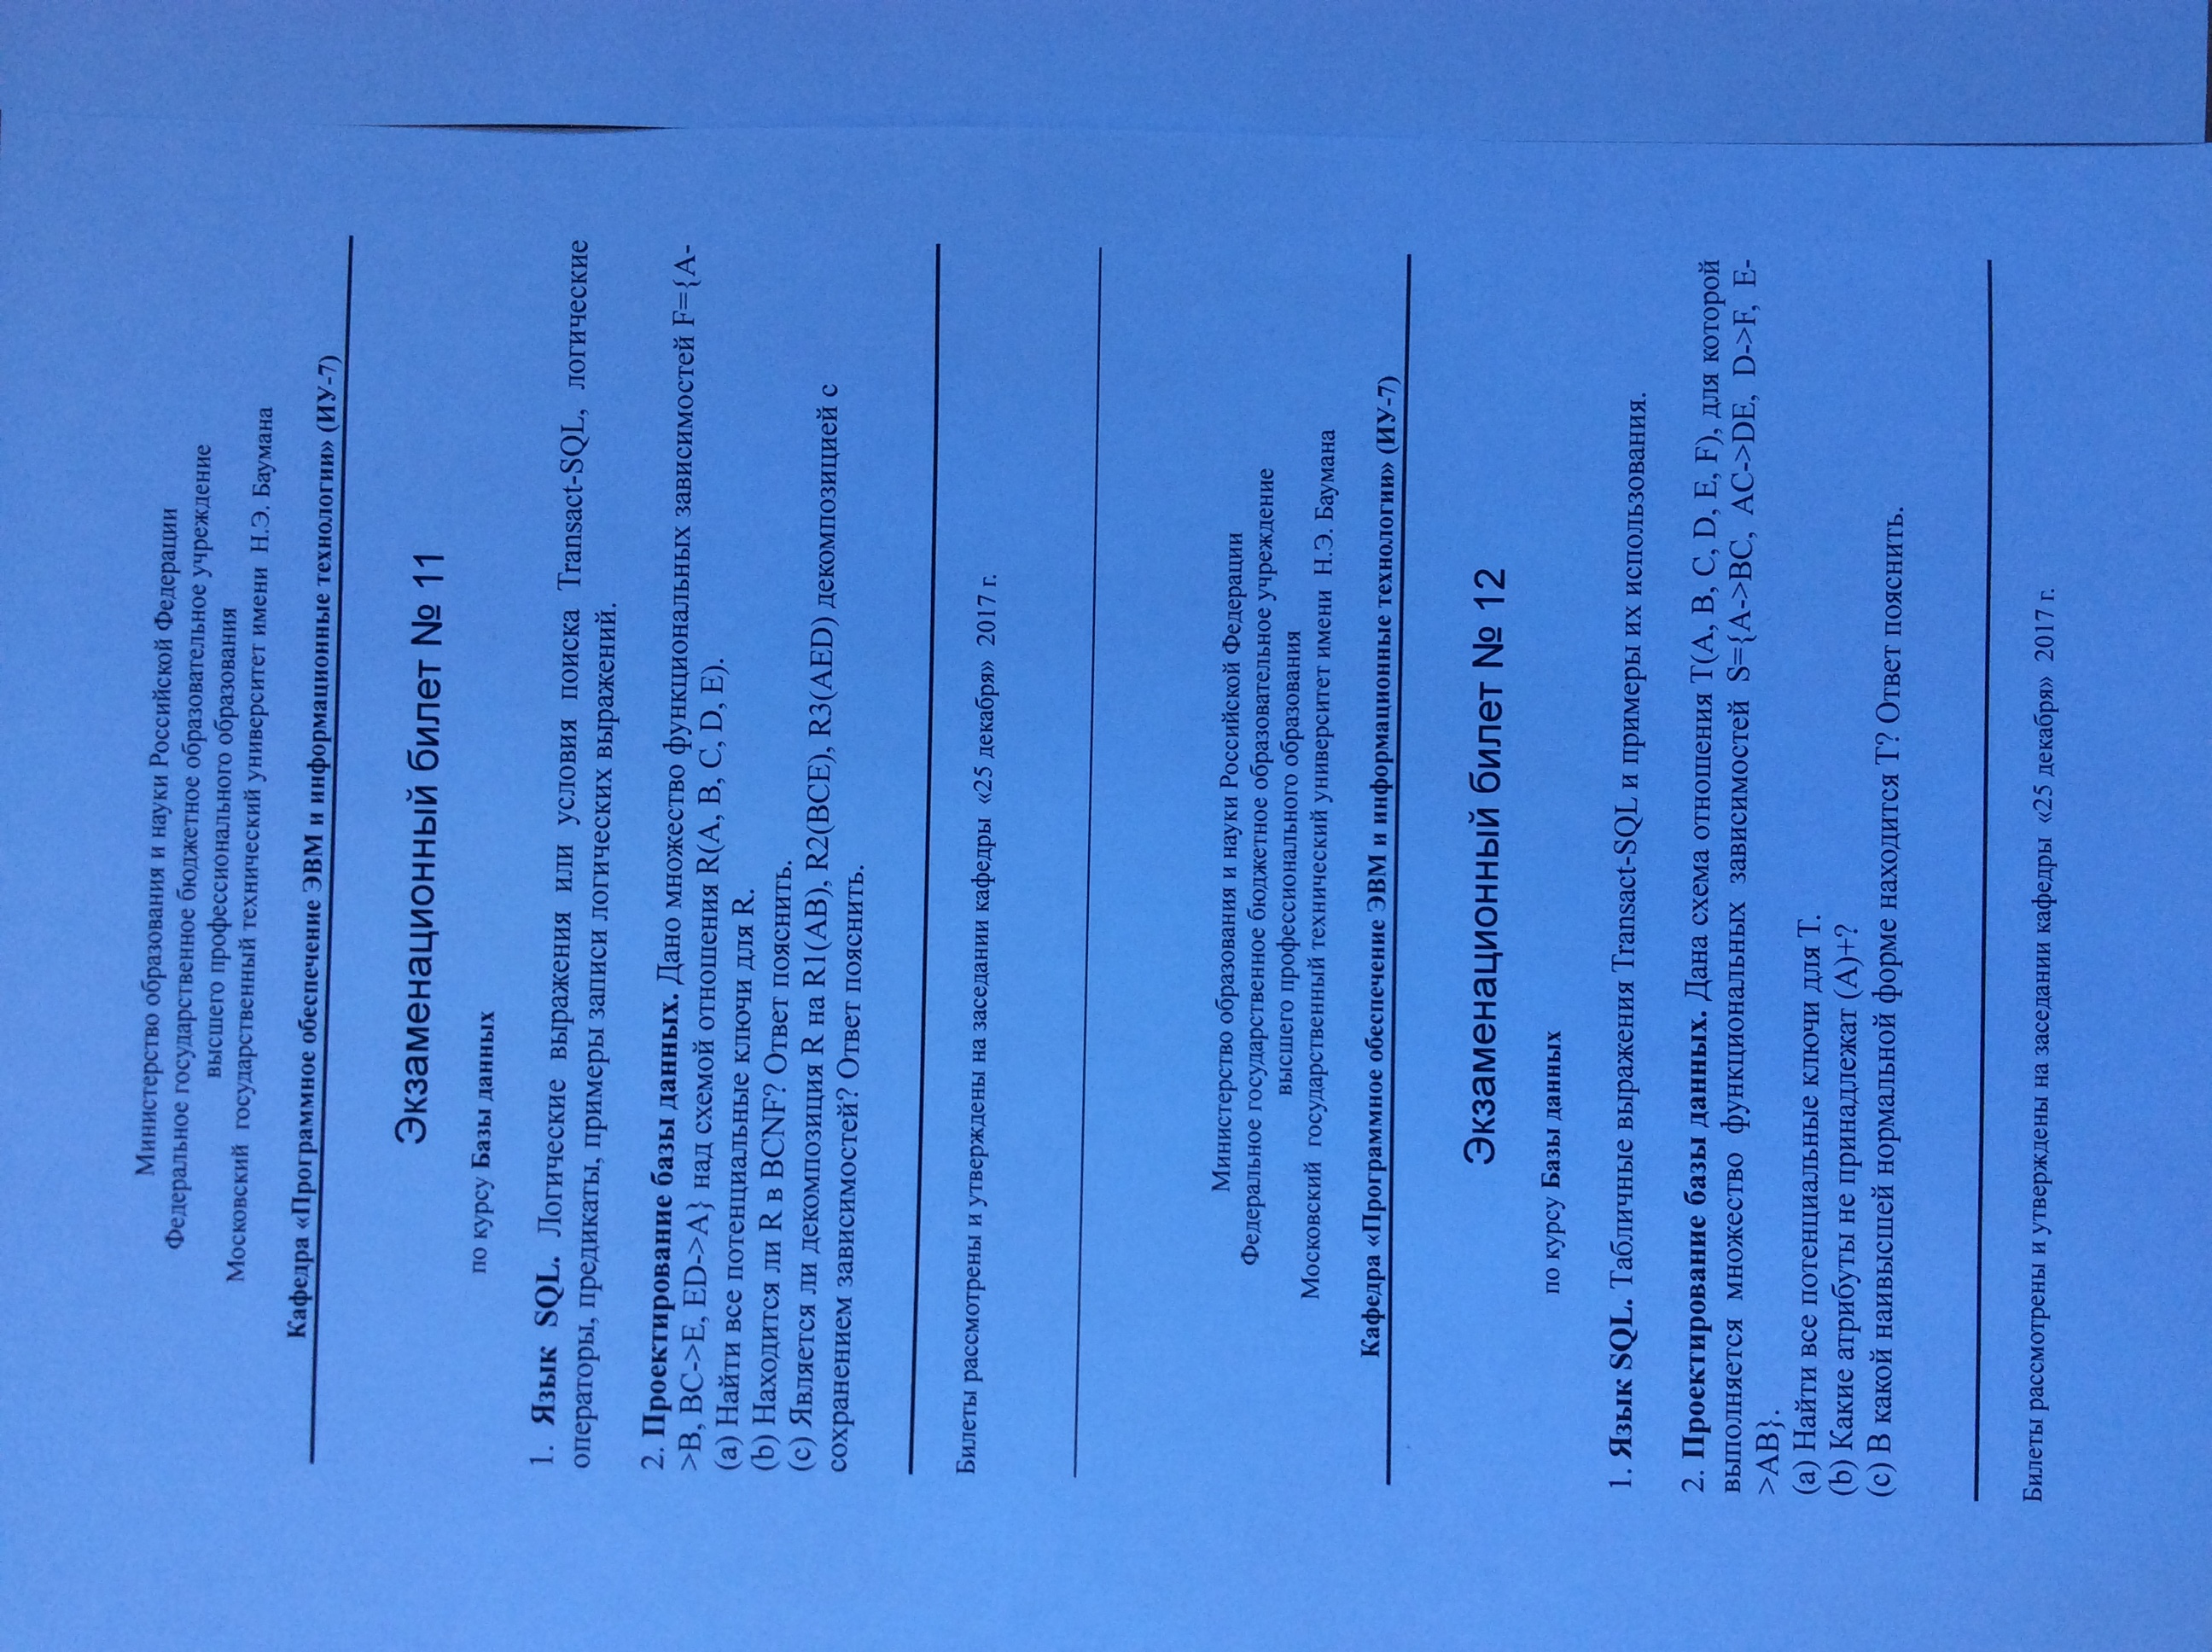 Министерство образования и науки Российской Федерации
Федеральное государственное бюджетное образовательное учреждение
высшего профессионального образования
Московский государственный технический университет имени Н.Э. Баумана
Кафедра «Программное обеспечение ЭВМ и информационные технологии» (ИУ-7)
Экзаменационный билет № 11
по курсу Базы данных
1. Язык SQL. Логические выражения или условия поиска Transact-SQL, логические
операторы, предикаты, примеры записи логических выражений.
2. Проектирование базы данных. Дано множество функциональных зависимостей F={A-
>B, BC->E, ED->A} над схемой отношения R(A, B, C, D, E).
(a) Найти все потенциальные ключи для R.
(b) Находится ли R в BCNF? Ответ пояснить.
(c) Является ли декомпозиция R на R1(AB), R2(BCE), R3(AED) декомпозицией с
сохранением зависимостей? Ответ пояснить.
Билеты рассмотрены и утверждены на заседании кафедры «25 декабря» 2017 г.
Министерство образования и науки Российской Федерации
Федеральное государственное бюджетное образовательное учреждение
высшего профессионального образования
Московский государственный технический университет имени Н.Э. Баумана
Кафедра «Программное обеспечение ЭВМ и информационные технологии» (ИУ-7)
Экзаменационный билет № 12
по курсу Базы данных
1. Язык SQL. Табличные выражения Transact-SQL и примеры их использования.
2. Проектирование базы данных. Дана схема отношения T(A, B, C, D, E, F), для которой
выполняется множество функциональных зависимостей S={A->BC, AC->DE, D->F, E-
>AB}.
(a) Найти все потенциальные ключи для T.
(b) Какие атрибуты не принадлежат (A)+?
(c) В какой наивысшей нормальной форме находится T? Ответ пояснить.
Билеты рассмотрены и утверждены на заседании кафедры «25 декабря» 2017 г.